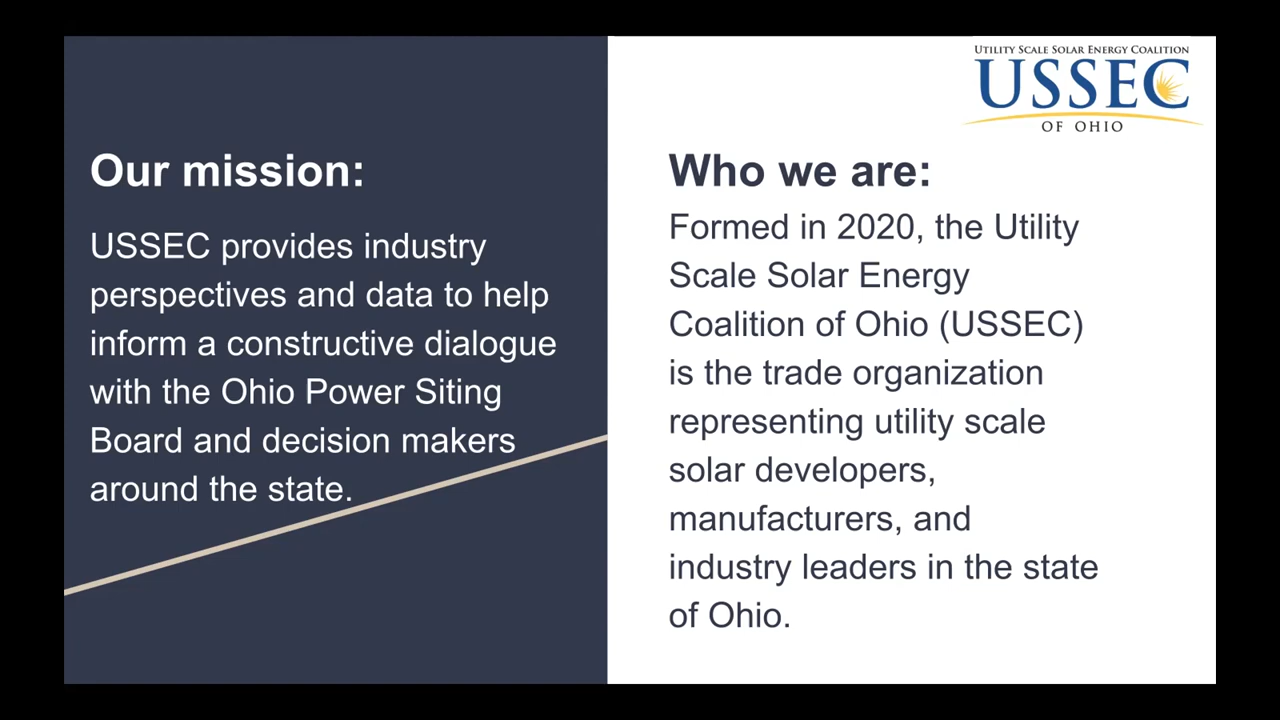 Our mission:
USSEC provides industry
perspectives and data to help
inform a constructive dialogue
with the Ohio Power Siting
Board and decision makers
around the state.
UTILITY SCALE SOLAR ENERGY COALITION
USSEC
OF OHIO
Who we are:
Formed in 2020, the Utility
Scale Solar Energy
Coalition of Ohio (USSEC)
is the trade organization
representing utility scale
solar developers,
manufacturers, and
industry leaders in the state
of Ohio.